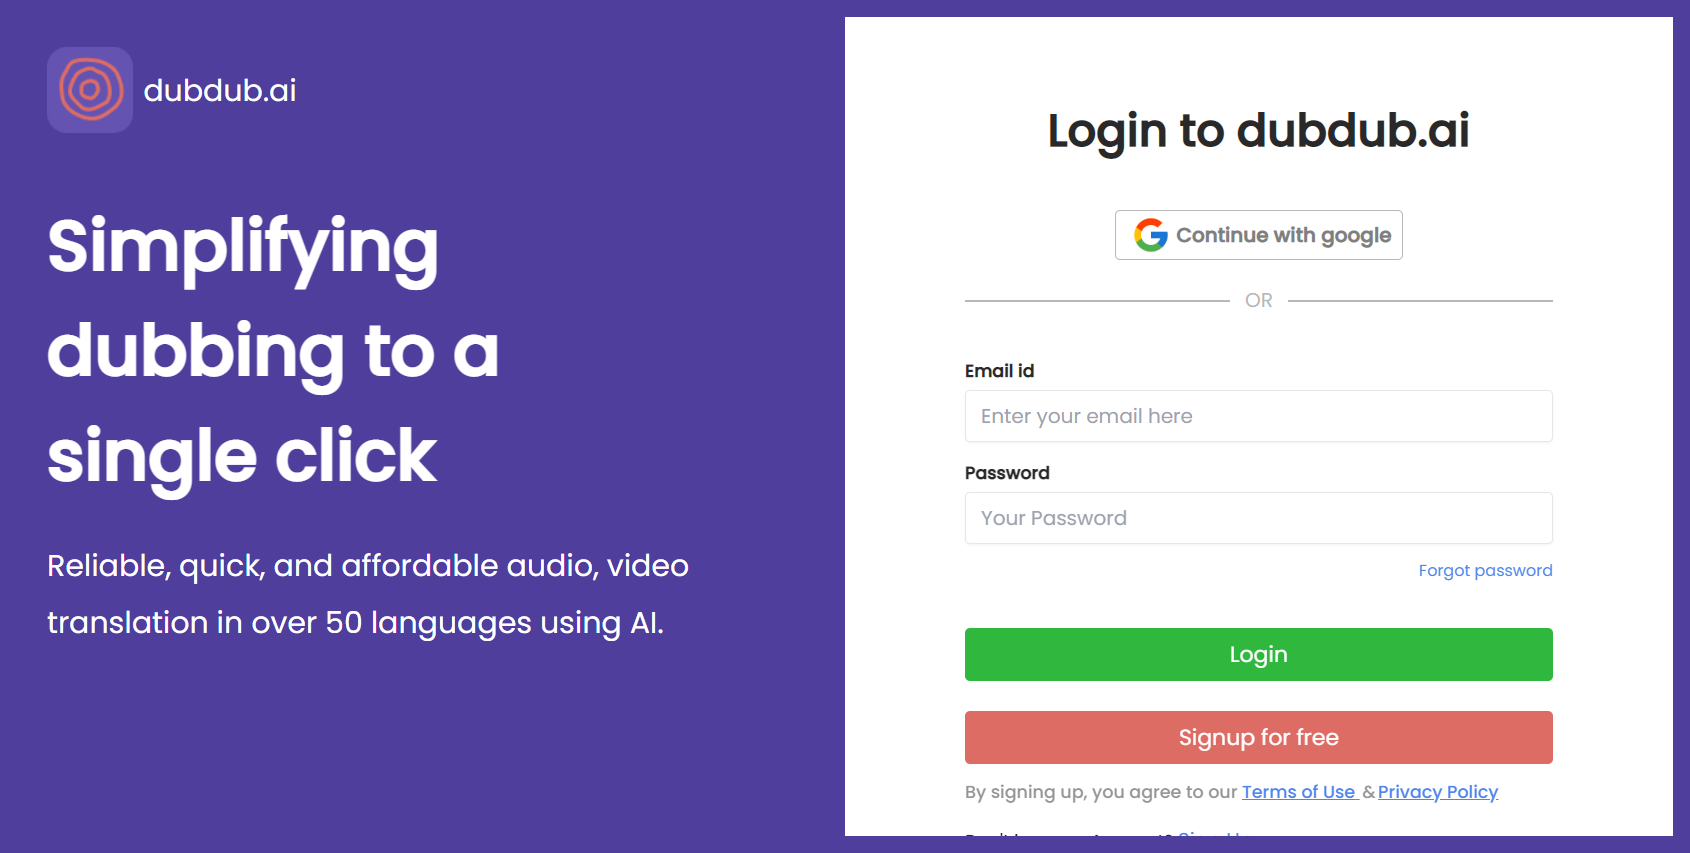 dubdub.ai
Simplifying
dubbing to a
single click
Reliable, quick, and affordable audio, video
translation in over 50 languages using AI.
Login to dubdub.ai
Continue with google
OR
Email id
Enter your email here
Password
Your Password
Forgot password
Login
Signup for free
By signing up, you agree to our Terms of Use & Privacy Policy